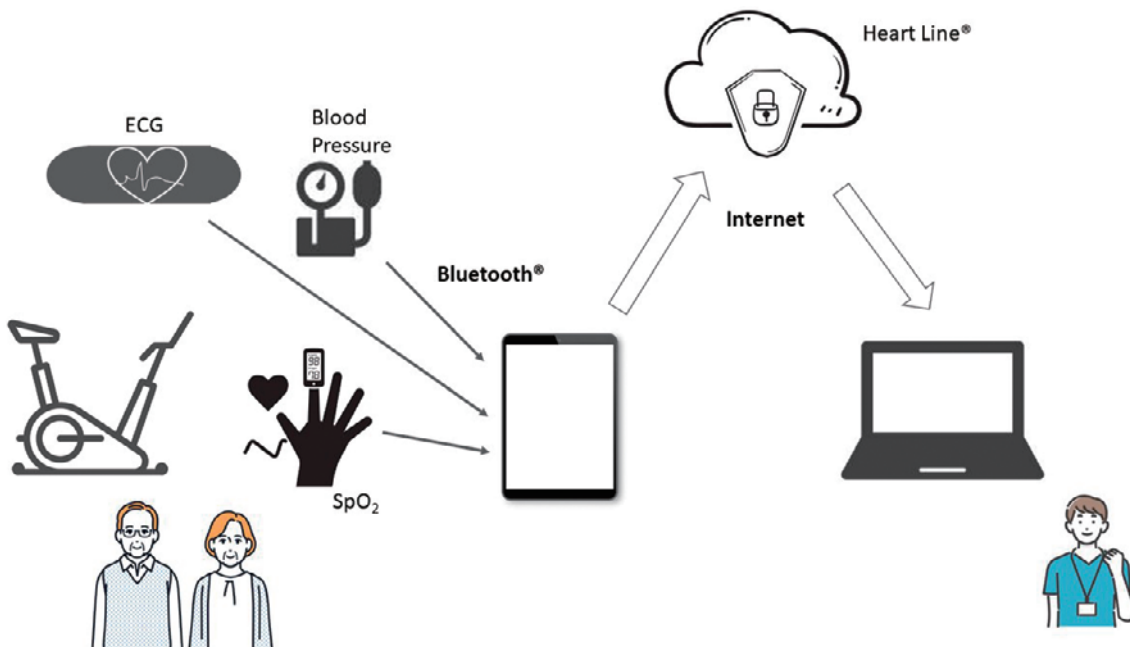 Heart Line®
ECG
Blood
Pressure
Internet
Bluetooth®
SpO₂